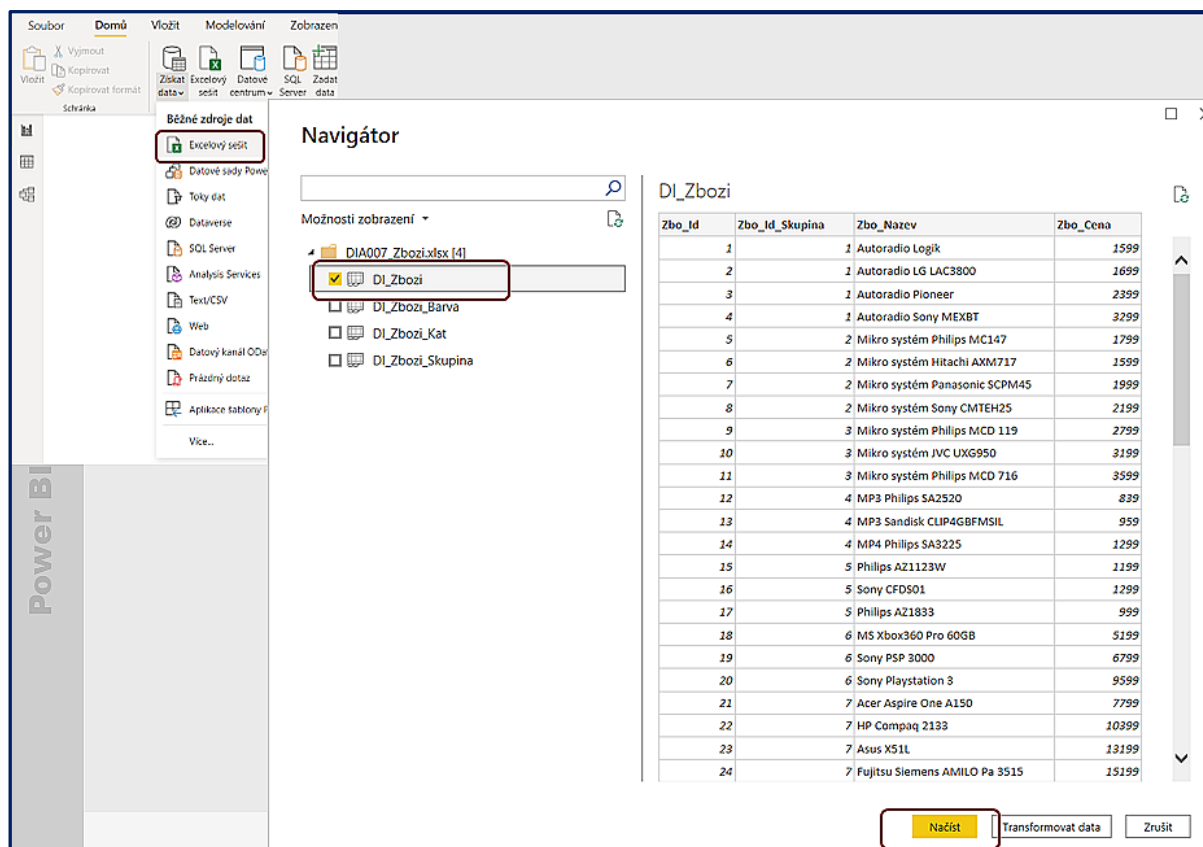 Soubor Domů Vložit Modelování Zobrazen
Vložit
Vyjmout
Kopírovat
Kopírovat formát
Schránka
Získat data
Excelový sešit
Datové centrum
SQL Server
Zadat data
Běžné zdroje dat
Excelový sešit
Datové sady Powe
Toky dat
Dataverse
SQL Server
Analysis Services
Text/CSV
Web
Datový kanál ODa
Prázdný dotaz
Aplikace šablony P
Více...
Power BI
Navigátor
Možnosti zobrazení
DIA007_Zbozi.xlsx [4]
DI_Zbozi
DI_Zbozi_Barva
DI_Zbozi_Kat
DI_Zbozi_Skupina
DI_Zbozi
Zbo_Id Zbo_Id_Skupina Zbo_Nazev Zbo_Cena
1 1 Autoradio Logik 1599
2 1 Autoradio LG LAC3800 1699
3 1 Autoradio Pioneer 2399
4 1 Autoradio Sony MEXBT 3299
5 2 Mikro systém Philips MC147 1799
6 2 Mikro systém Hitachi AXM717 1599
7 2 Mikro systém Panasonic SCPM45 1999
8 2 Mikro systém Sony CMTEH25 2199
9 3 Mikro systém Philips MCD 119 2799
10 3 Mikro systém JVC UXG950 3199
11 3 Mikro systém Philips MCD 716 3599
12 4 MP3 Philips SA2520 839
13 4 MP3 Sandisk CLIP4GBFMSIL 959
14 4 MP4 Philips SA3225 1299
15 5 Philips AZ1123W 1199
16 5 Sony CFDS01 1299
17 5 Philips AZ1833 999
18 6 MS Xbox360 Pro 60GB 5199
19 6 Sony PSP 3000 6799
20 6 Sony Playstation 3 9599
21 7 Acer Aspire One A150 7799
22 7 HP Compaq 2133 10399
23 7 Asus X51L 13199
24 7 Fujitsu Siemens AMILO Pa 3515 15199
Načíst Transformovat data Zrušit